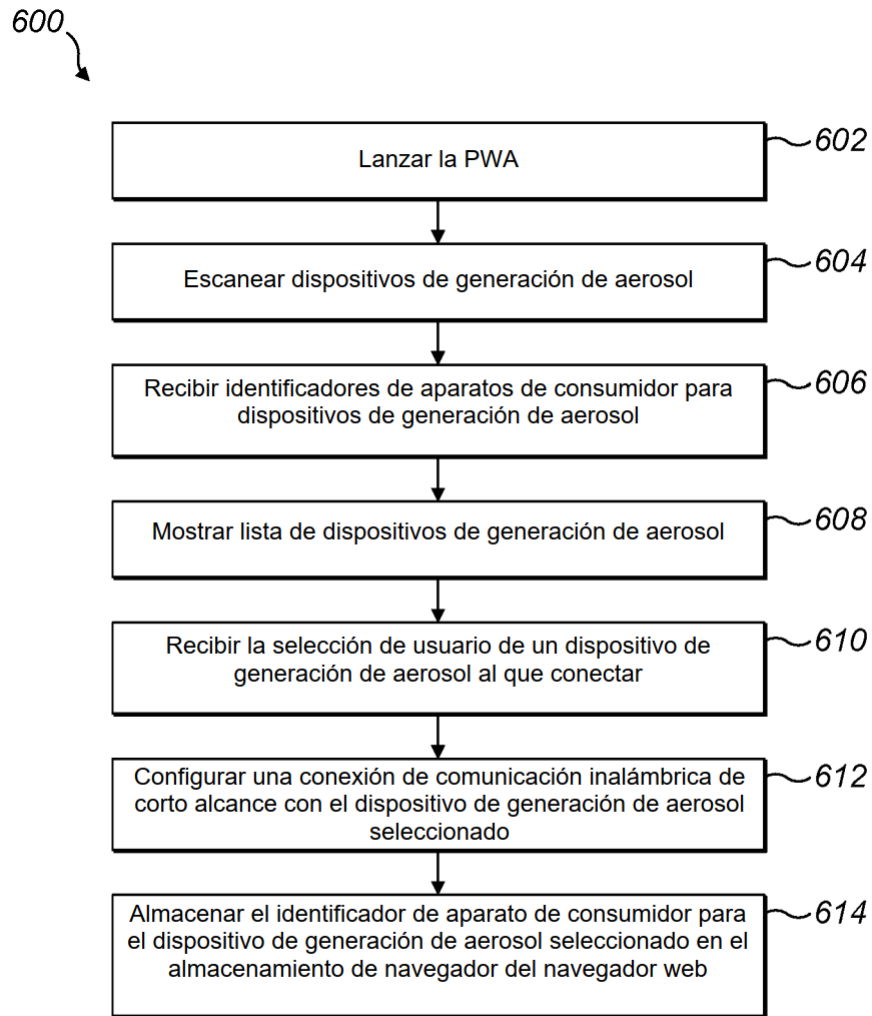 600
Lanzar la PWA
602
Escanear dispositivos de generación de aerosol
604
Recibir identificadores de aparatos de consumidor para
dispositivos de generación de aerosol
606
Mostrar lista de dispositivos de generación de aerosol
608
Recibir la selección de usuario de un dispositivo de
generación de aerosol al que conectar
610
Configurar una conexión de comunicación inalámbrica de
corto alcance con el dispositivo de generación de aerosol
seleccionado
612
Almacenar el identificador de aparato de consumidor para
el dispositivo de generación de aerosol seleccionado en el
almacenamiento de navegador del navegador web
614